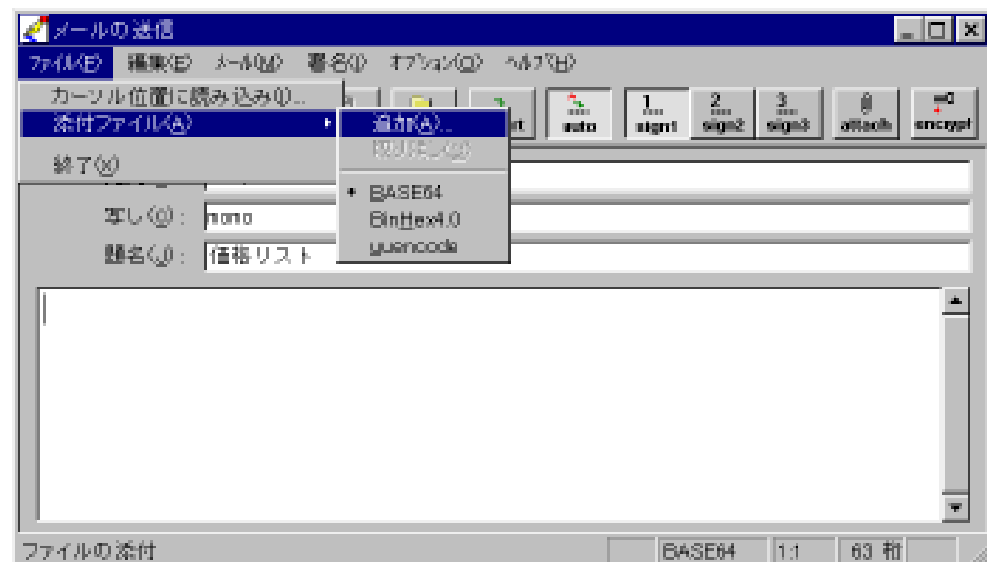 メールの送信
ファイル(F) 編集(E) メール(M) 署名(I) オプション(O) ヘルプ(H)
カーソル位置に読み込み(I)...
添付ファイル(A)
終了(X)
追加(A)...
BASE64
BinHex4.0
uuencode
auto sign1 sign2 sign3 attach encrypt
写し(C): momo
題名(J): 価格リスト
ファイルの添付 BASE64 1:1 63 桁